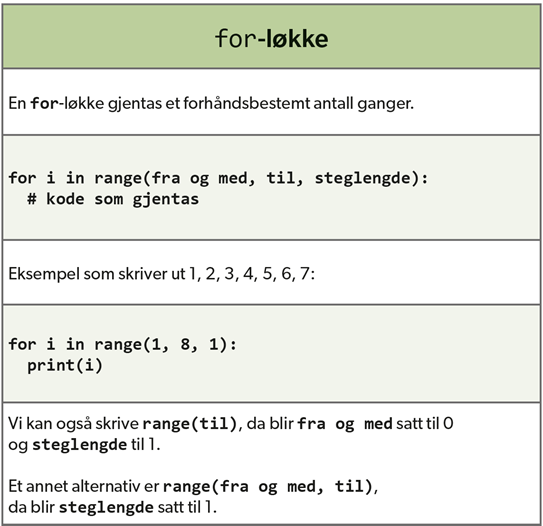 for-løkke
En for-løkke gjentas et forhåndsbestemt antall ganger.
for i in range(fra og med, til, steglengde):
  # kode som gjentas
Eksempel som skriver ut 1, 2, 3, 4, 5, 6, 7:
for i in range(1, 8, 1):
  print(i)
Vi kan også skrive range(til), da blir fra og med satt til 0
og steglengde til 1.
Et annet alternativ er range(fra og med, til),
da blir steglengde satt til 1.